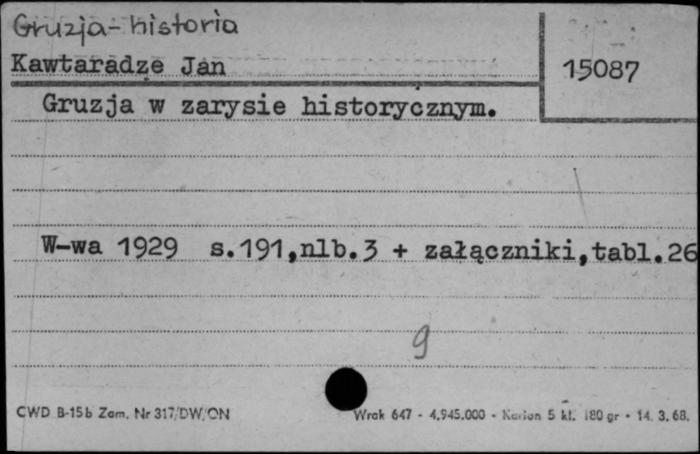 Gruzja - historia
Kawtaradze Jan
15087
Gruzja w zarysie historycznym.
W-wa 1929 s.191,nlb.3 + załączniki,tabl.26
9
CWD B-15b Zam. Nr 317/DW/ON Wrak 647 - 4.945.000 - Karton 5 kl. 180 gr - 14. 3. 68.